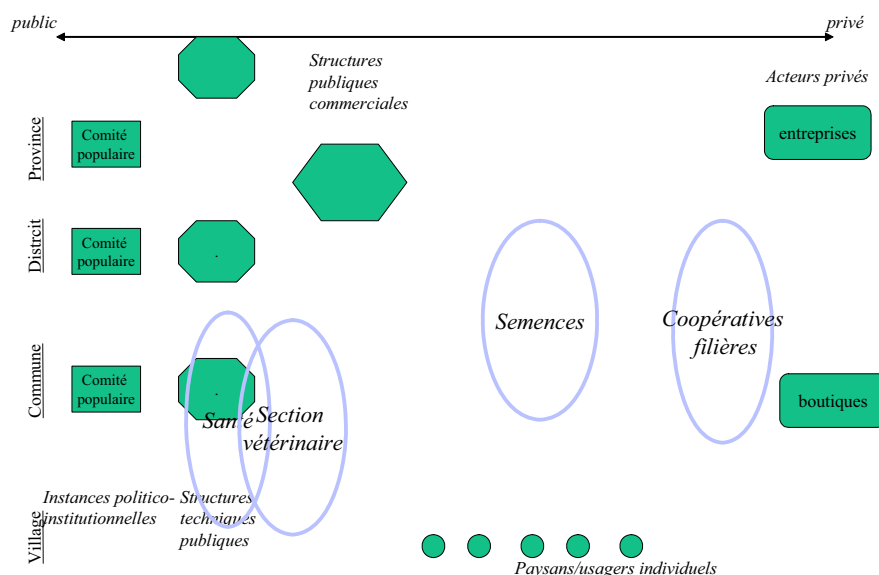 public
privé
Structures
publiques
commerciales
Acteurs privés
Province
Comité
populaire
entreprises
Distrcit
Comité
populaire
.
Semences
Coopératives
filières
Commune
Comité
populaire
.
boutiques
Santé
Section
vétérinaire
Instances politico-
institutionnelles
Structures
techniques
publiques
Village
Paysans/usagers individuels